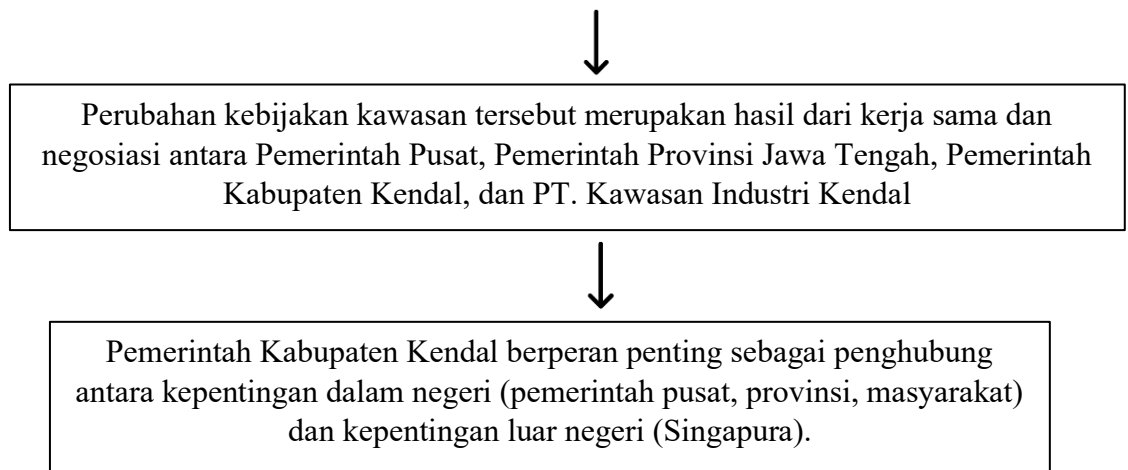 Perubahan kebijakan kawasan tersebut merupakan hasil dari kerja sama dan
negosiasi antara Pemerintah Pusat, Pemerintah Provinsi Jawa Tengah, Pemerintah
Kabupaten Kendal, dan PT. Kawasan Industri Kendal
Pemerintah Kabupaten Kendal berperan penting sebagai penghubung
antara kepentingan dalam negeri (pemerintah pusat, provinsi, masyarakat)
dan kepentingan luar negeri (Singapura).